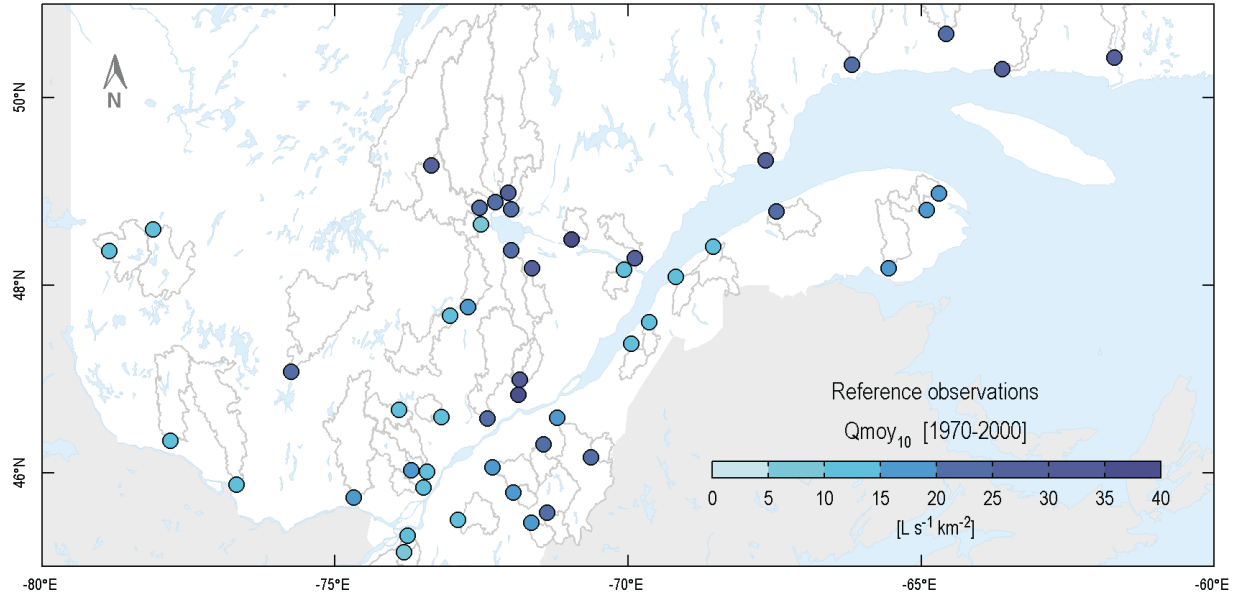 N
50°N
48°N
46°N
Reference observations
Qmoy10 [1970-2000]
0 5 10 15 20 25 30 35 40
[L s-1 km-2]
-80°E -75°E -70°E -65°E -60°E